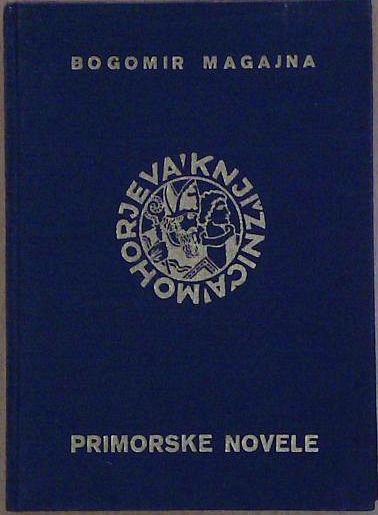 BOGOMIR MAGAJNA
MOHORJEVA KNJIŽNICA
PRIMORSKE NOVELE